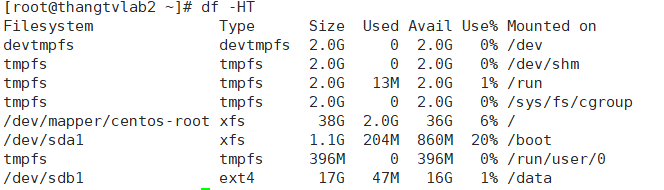 [root@thangtvlab2 ~]# df -HT
Filesystem              Type      Size  Used Avail Use% Mounted on
devtmpfs                devtmpfs  2.0G     0  2.0G   0% /dev
tmpfs                   tmpfs     2.0G     0  2.0G   0% /dev/shm
tmpfs                   tmpfs     2.0G   13M  2.0G   1% /run
tmpfs                   tmpfs     2.0G     0  2.0G   0% /sys/fs/cgroup
/dev/mapper/centos-root xfs        38G  2.0G   36G   6% /
/dev/sda1               xfs       1.1G  204M  860M  20% /boot
tmpfs                   tmpfs     396M     0  396M   0% /run/user/0
/dev/sdb1               ext4       17G   47M   16G   1% /data